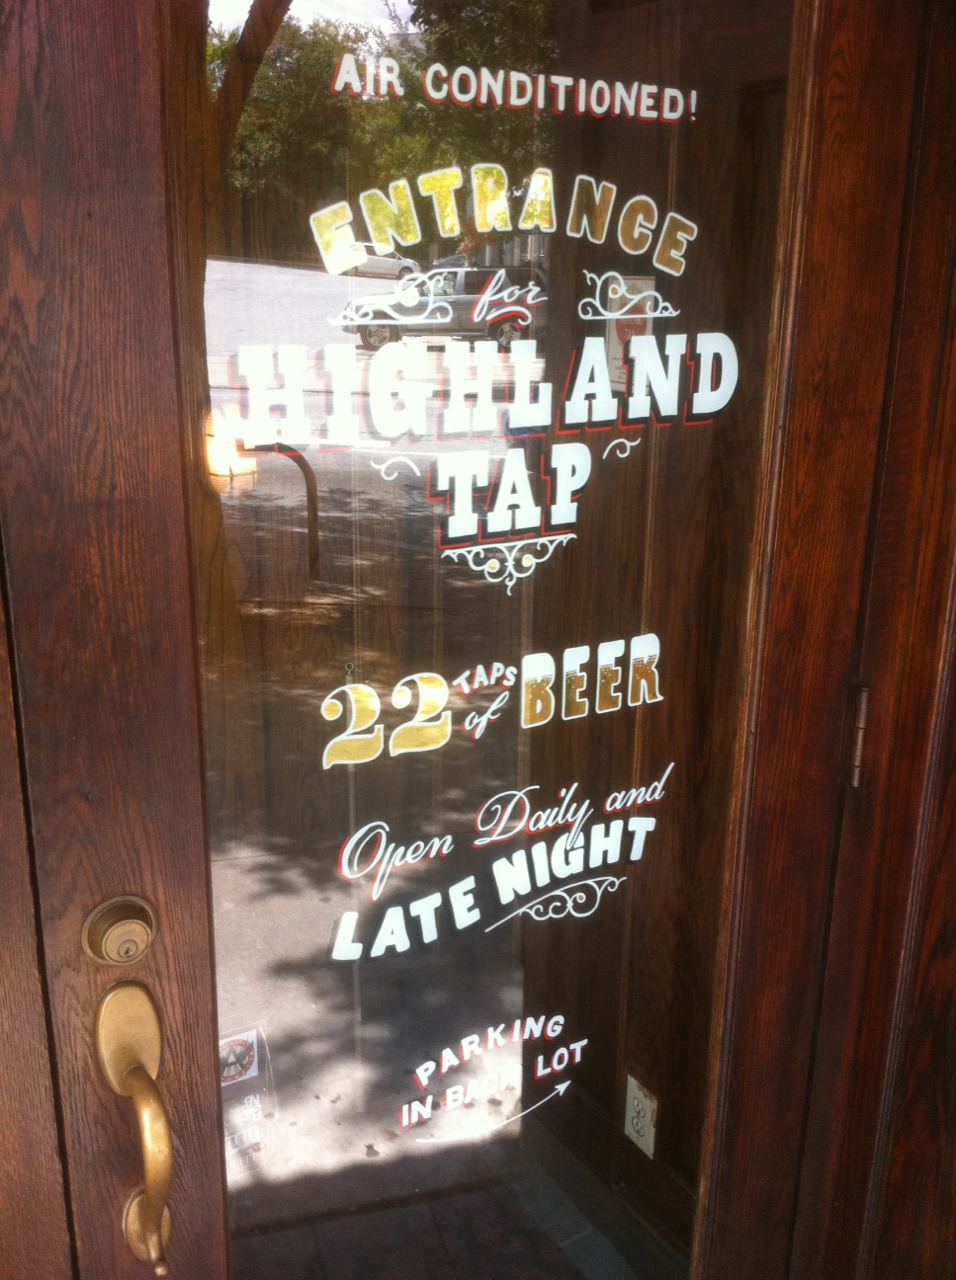 AIR CONDITIONED!
ENTRANCE
for
HIGHLAND
TAP
22 TAPS of BEER
Open Daily and
LATE NIGHT
PARKING
IN BACK LOT